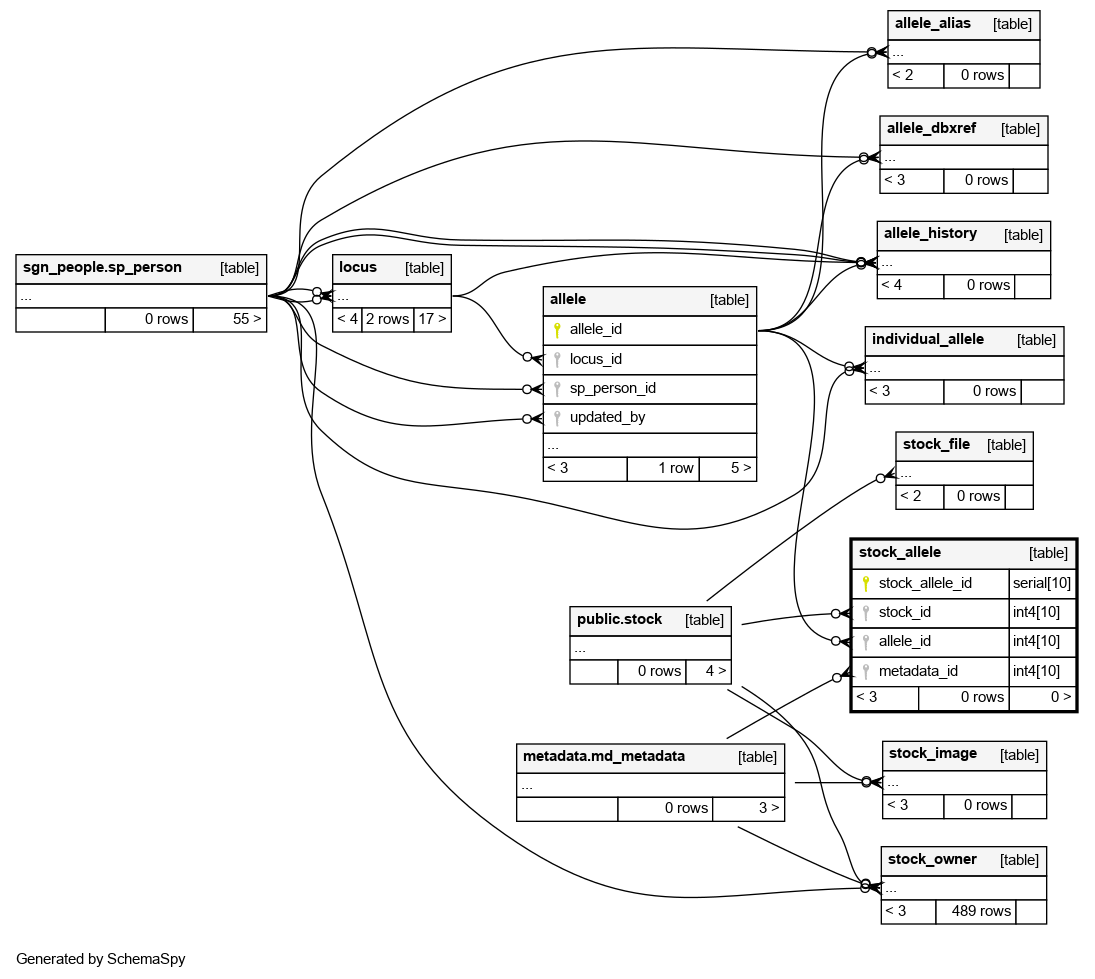 allele_alias [table]
...
< 2 0 rows
allele_dbxref [table]
...
< 3 0 rows
allele_history [table]
...
< 4 0 rows
sgn_people.sp_person [table]
...
0 rows 55 >
locus [table]
...
< 4 2 rows 17 >
allele [table]
allele_id
locus_id
sp_person_id
updated_by
...
< 3 1 row 5 >
individual_allele [table]
...
< 3 0 rows
stock_file [table]
...
< 2 0 rows
stock_allele [table]
stock_allele_id serial[10]
stock_id int4[10]
allele_id int4[10]
metadata_id int4[10]
< 3 0 rows 0 >
public.stock [table]
...
0 rows 4 >
metadata.md_metadata [table]
...
0 rows 3 >
stock_image [table]
...
< 3 0 rows
stock_owner [table]
...
< 3 489 rows
Generated by SchemaSpy